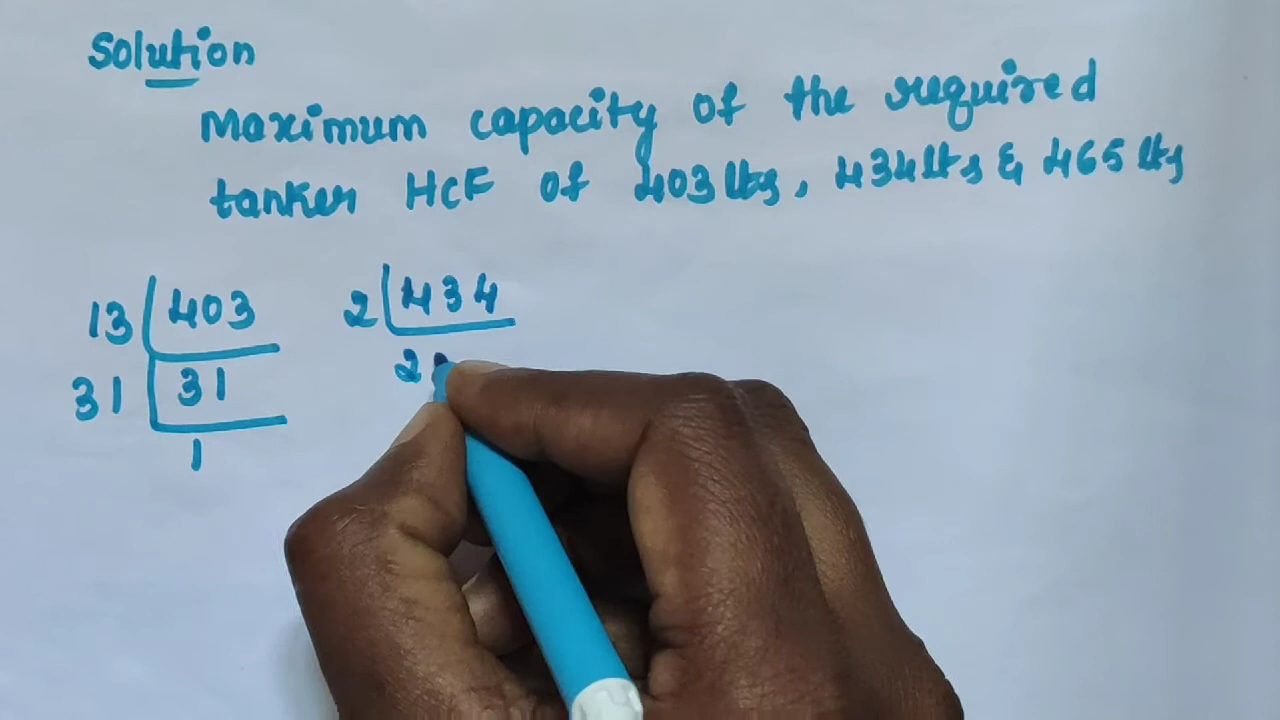 Solution
Maximum capacity of the required
tanker HCF of 403 lts, 434 lts & 465 lts
13 403
31 31
1
2 434
2